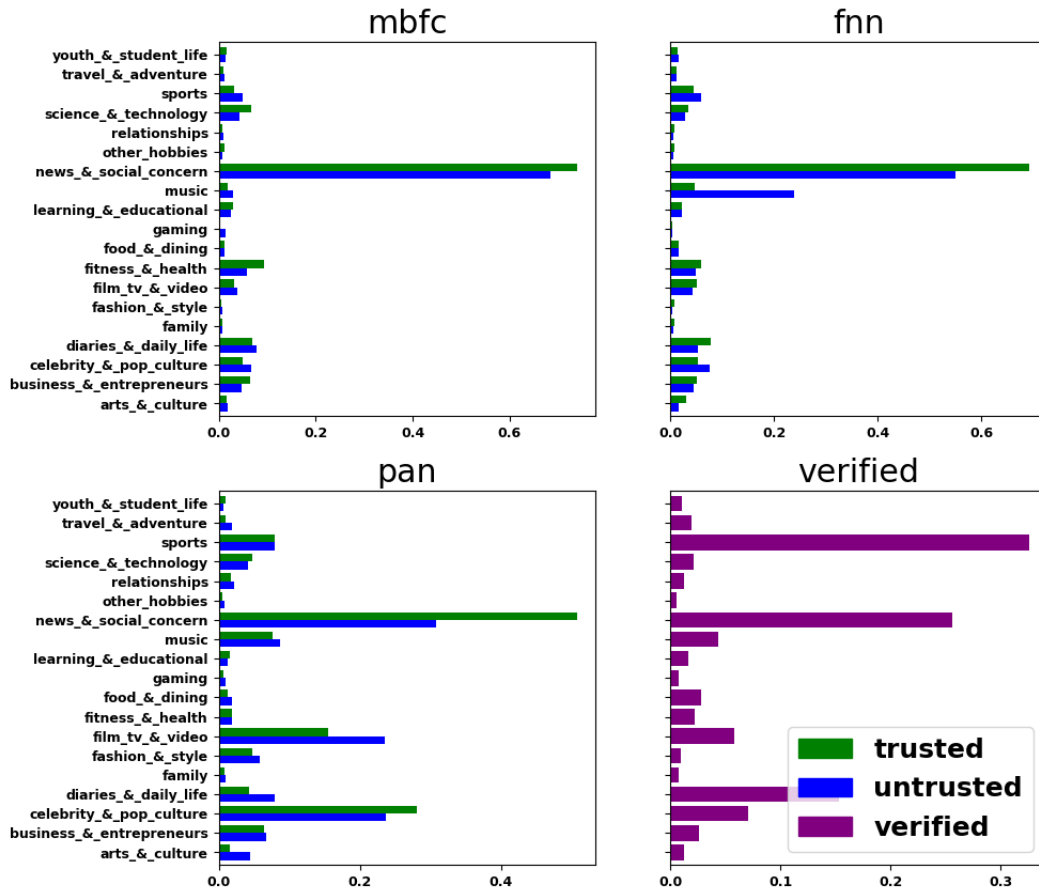 mbfc
fnn
youth_&_student_life
travel_&_adventure
sports
science_&_technology
relationships
other_hobbies
news_&_social_concern
music
learning_&_educational
gaming
food_&_dining
fitness_&_health
film_tv_&_video
fashion_&_style
family
diaries_&_daily_life
celebrity_&_pop_culture
business_&_entrepreneurs
arts_&_culture
0.0 0.2 0.4 0.6
0.0 0.2 0.4 0.6
pan
verified
youth_&_student_life
travel_&_adventure
sports
science_&_technology
relationships
other_hobbies
news_&_social_concern
music
learning_&_educational
gaming
food_&_dining
fitness_&_health
film_tv_&_video
fashion_&_style
family
diaries_&_daily_life
celebrity_&_pop_culture
business_&_entrepreneurs
arts_&_culture
0.0 0.2 0.4
trusted
untrusted
verified
0.0 0.1 0.2 0.3